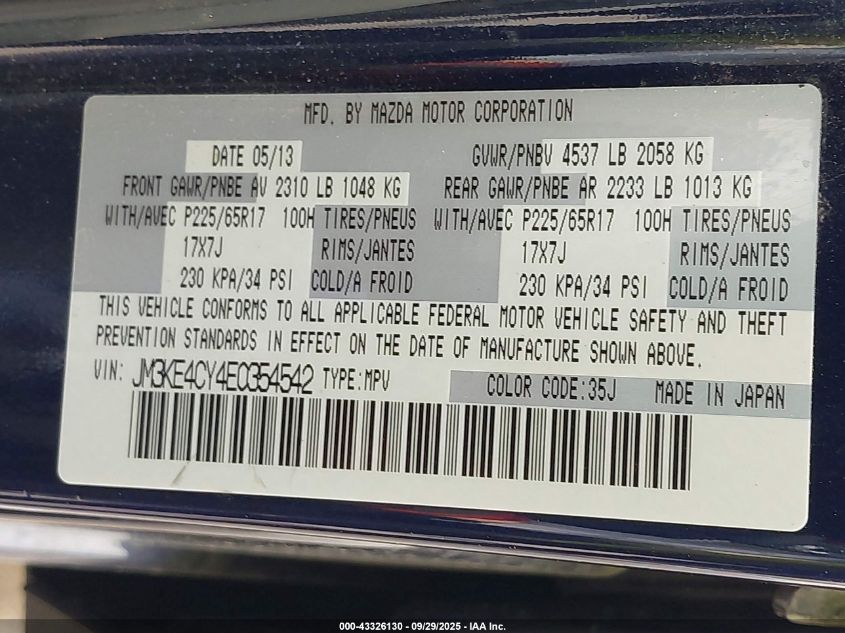 MFD. BY MAZDA MOTOR CORPORATION
DATE 05/13 GVWR/PNBV 4537 LB 2058 KG
FRONT GAWR/PNBE AV 2310 LB 1048 KG REAR GAWR/PNBE AR 2233 LB 1013 KG
WITH/AVEC P225/65R17 100H TIRES/PNEUS WITH/AVEC P225/65R17 100H TIRES/PNEUS
17X7J RIMS/JANTES 17X7J RIMS/JANTES
230 KPA/34 PSI COLD/A FROID 230 KPA/34 PSI COLD/A FROID
THIS VEHICLE CONFORMS TO ALL APPLICABLE FEDERAL MOTOR VEHICLE SAFETY AND THEFT
PREVENTION STANDARDS IN EFFECT ON THE DATE OF MANUFACTURE SHOWN ABOVE.
VIN: JM3KE4CY4E0354542 TYPE:MPV COLOR CODE:35J MADE IN JAPAN
000-43326130 - 09/29/2025 - IAA Inc.